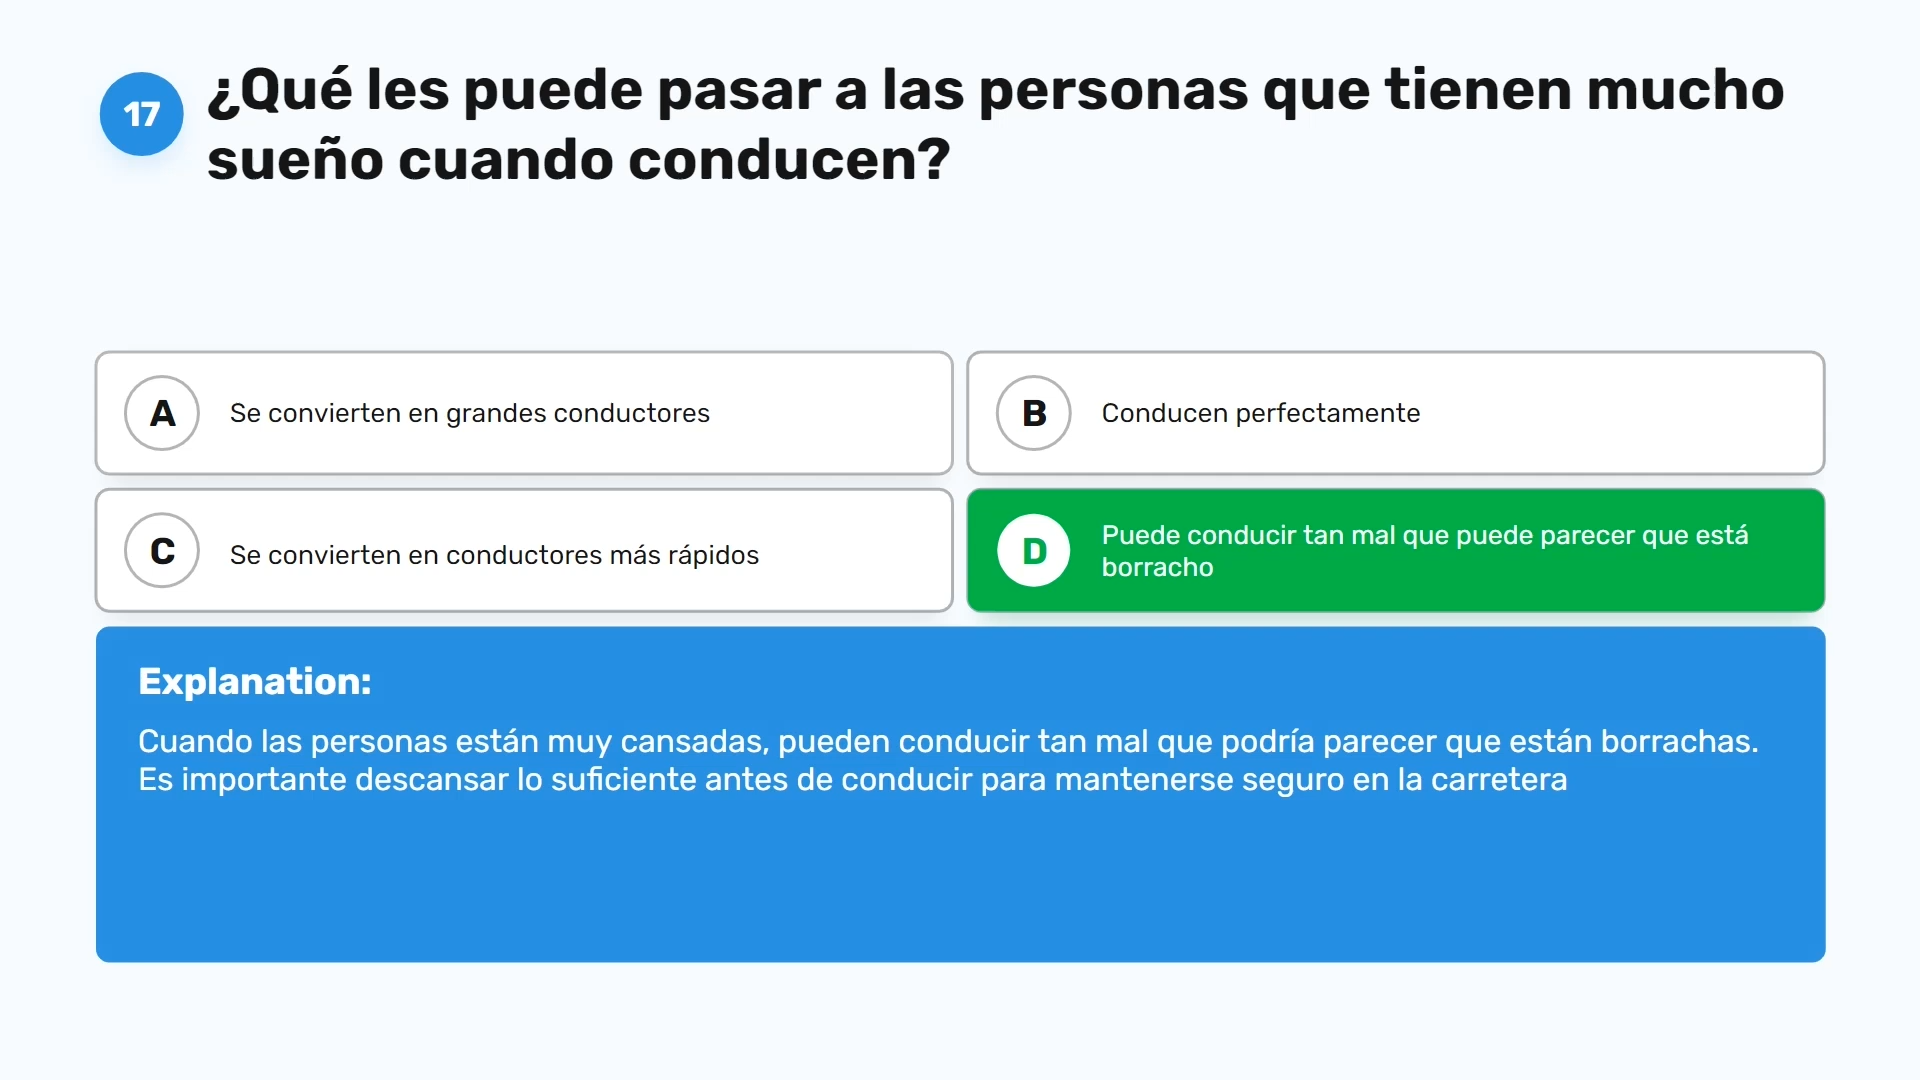 17
¿Qué les puede pasar a las personas que tienen mucho
sueño cuando conducen?
A
Se convierten en grandes conductores
B
Conducen perfectamente
C
Se convierten en conductores más rápidos
D
Puede conducir tan mal que puede parecer que está
borracho
Explanation:
Cuando las personas están muy cansadas, pueden conducir tan mal que podría parecer que están borrachas.
Es importante descansar lo suficiente antes de conducir para mantenerse seguro en la carretera